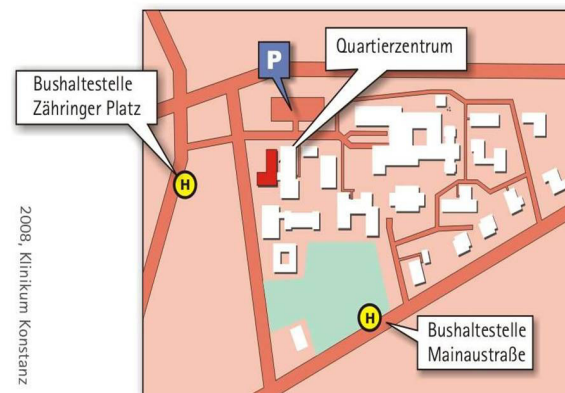 P
Quartierzentrum
Bushaltestelle
Zähringer Platz
H
2008, Klinikum Konstanz
H
Bushaltestelle
Mainaustraße